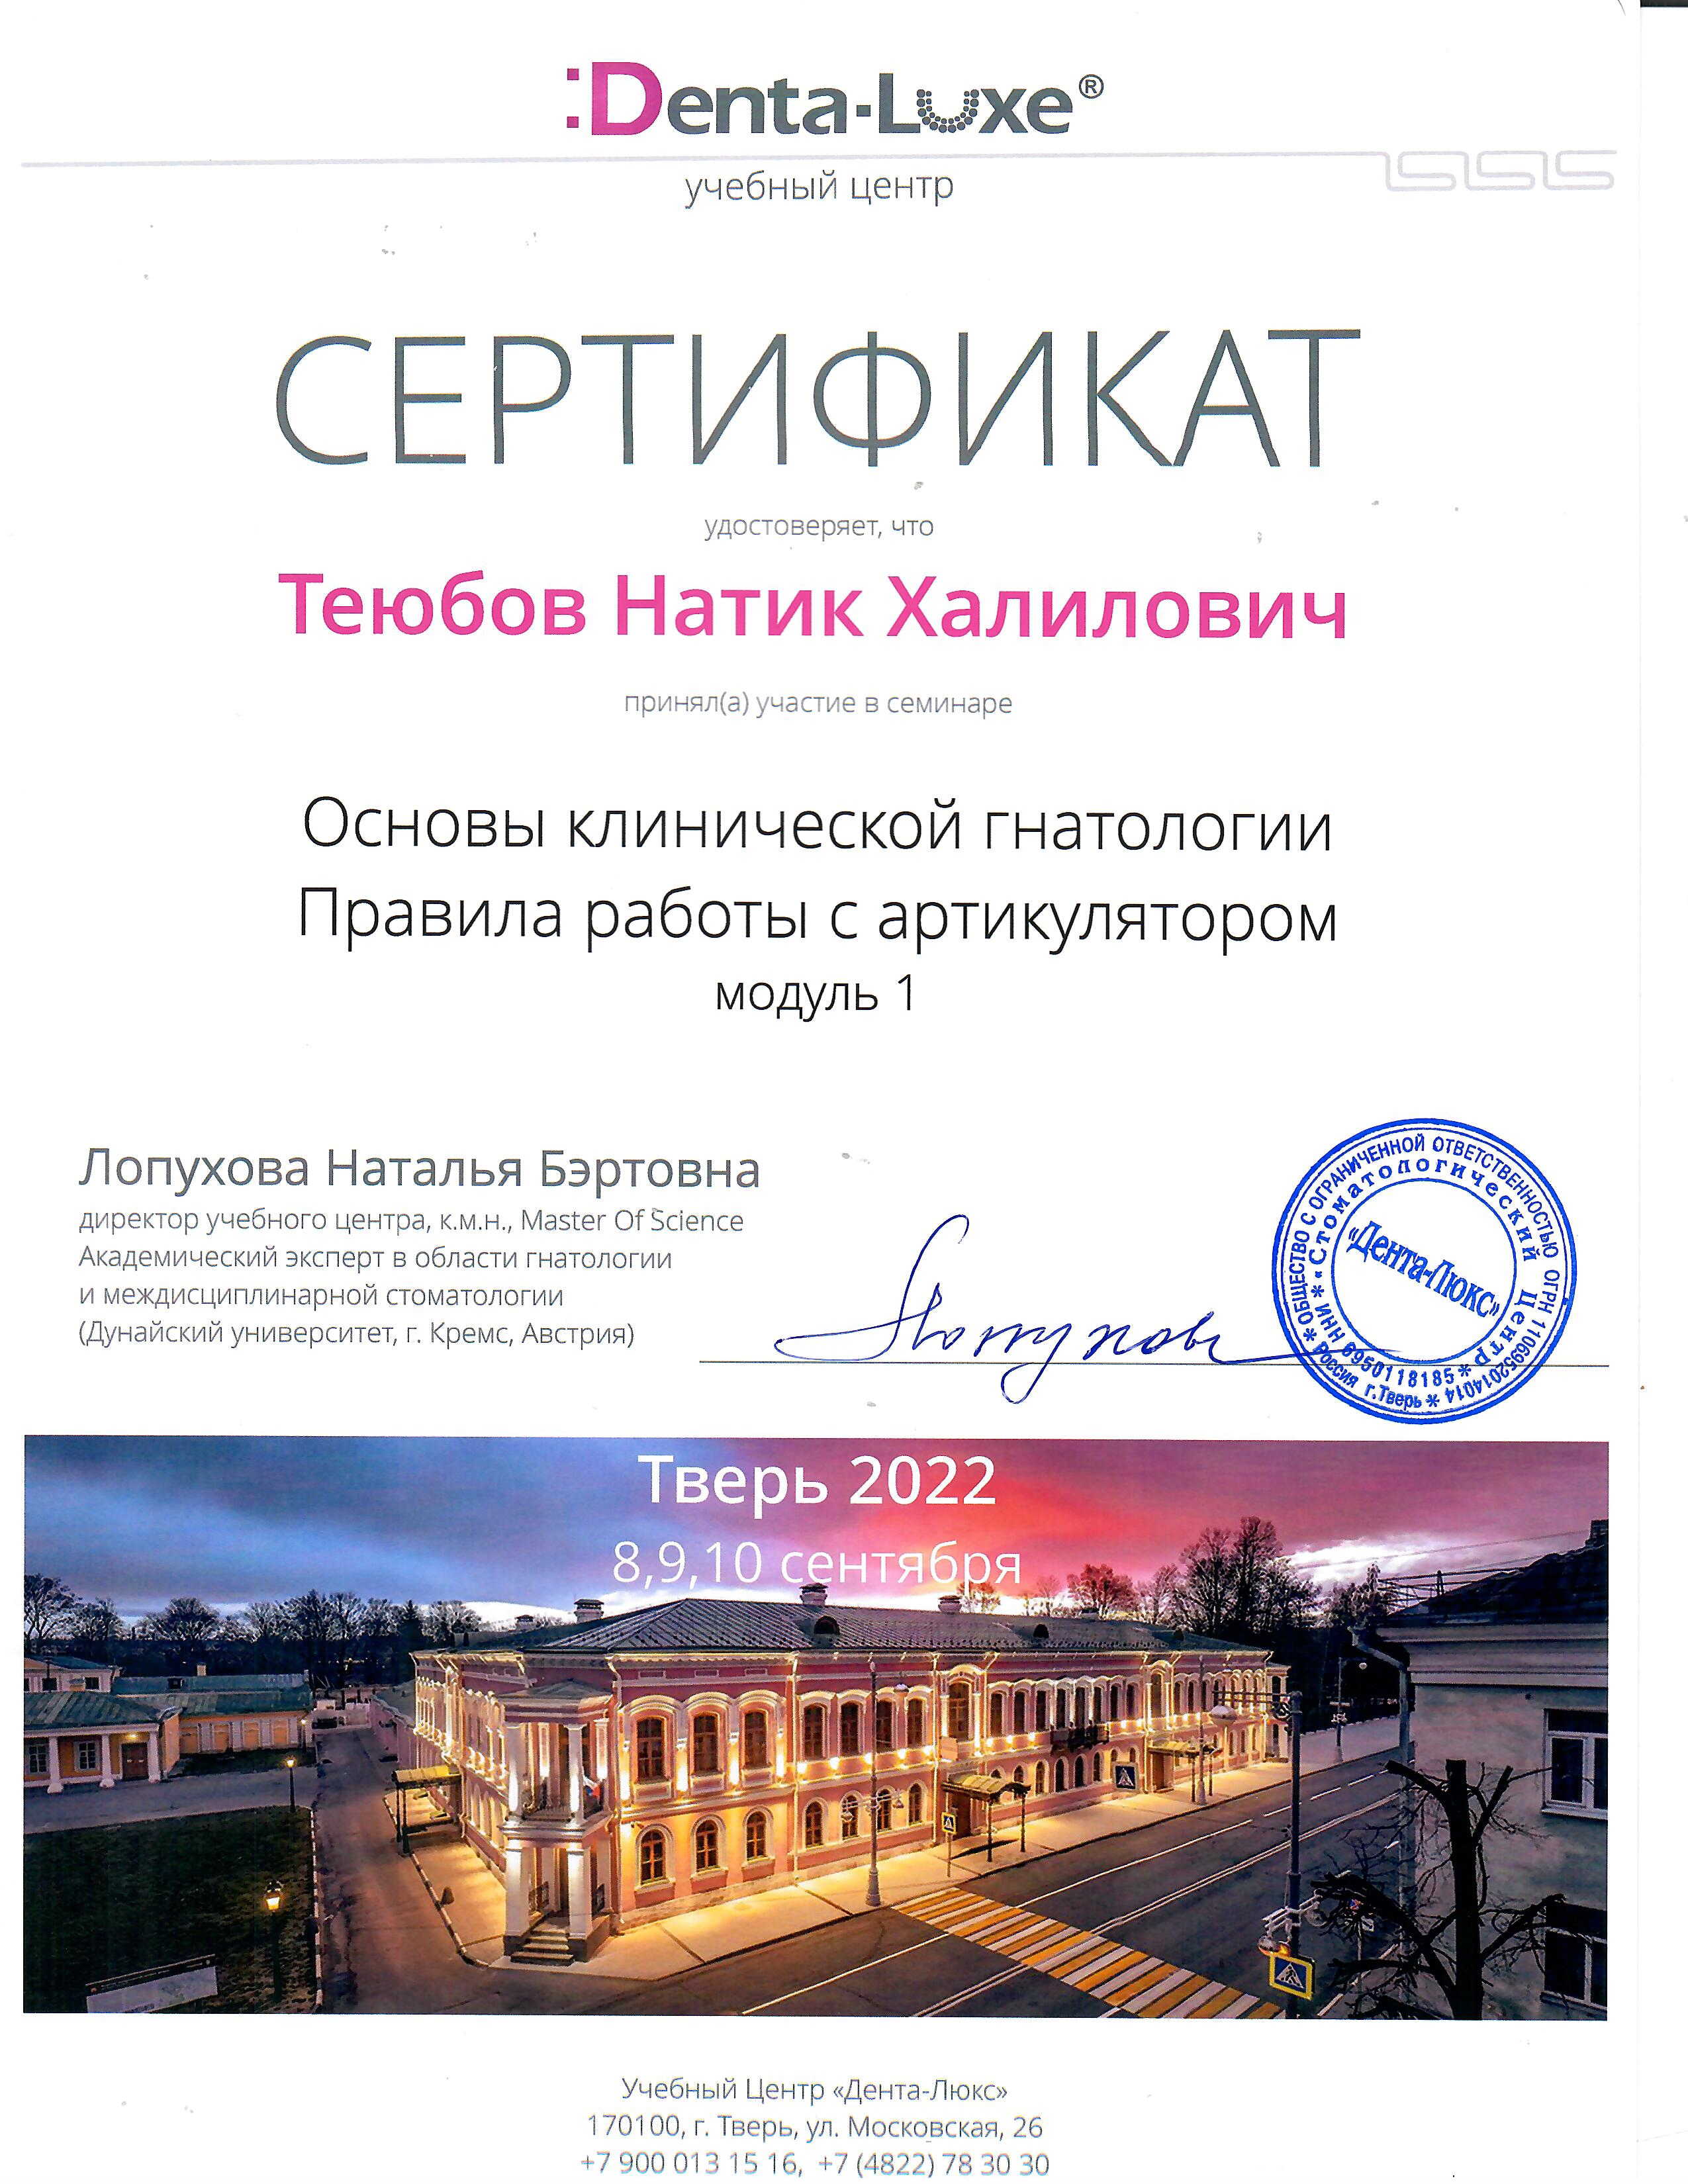 :Denta-Luxe®
учебный центр
СЕРТИФИКАТ
удостоверяет, что
Теюбов Натик Халилович
принял(а) участие в семинаре
Основы клинической гнатологии
Правила работы с артикулятором
модуль 1
Лопухова Наталья Бэртовна
директор учебного центра, к.м.н., Master Of Science
Академический эксперт в области гнатологии
и междисциплинарной стоматологии
(Дунайский университет, г. Кремс, Австрия)
ОБЩЕСТВО С ОГРАНИЧЕННОЙ ОТВЕТСТВЕННОСТЬЮ ОГРН 1106952014014
* Россия г.Тверь *
* «Стоматологический Центр *
* ИНН 6950118185 *
«Дента-Люкс»
Тверь 2022
8,9,10 сентября
Учебный Центр «Дента-Люкс»
170100, г. Тверь, ул. Московская, 26
+7 900 013 15 16, +7 (4822) 78 30 30